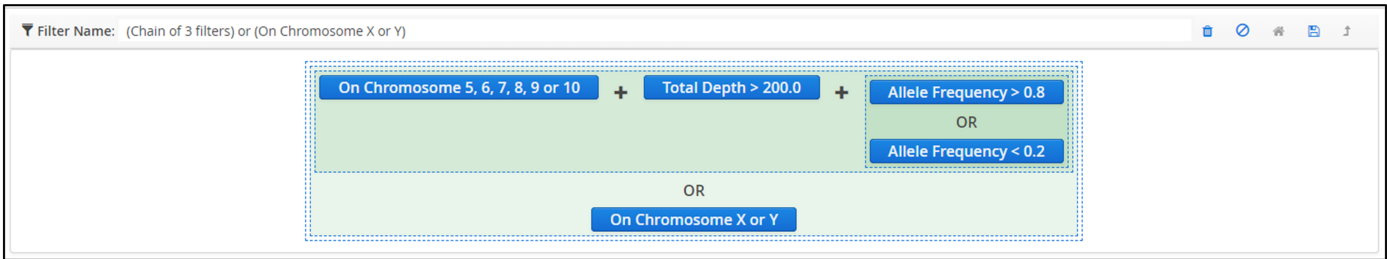 Filter Name: (Chain of 3 filters) or (On Chromosome X or Y)
On Chromosome 5, 6, 7, 8, 9 or 10 + Total Depth > 200.0 + Allele Frequency > 0.8
OR
Allele Frequency < 0.2
OR
On Chromosome X or Y